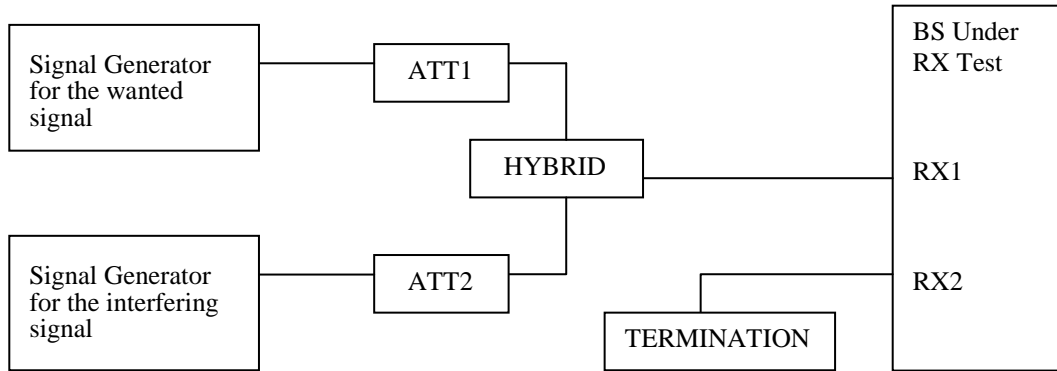 Signal Generator
for the wanted
signal
ATT1
HYBRID
BS Under
RX Test
RX1
Signal Generator
for the interfering
signal
ATT2
RX2
TERMINATION